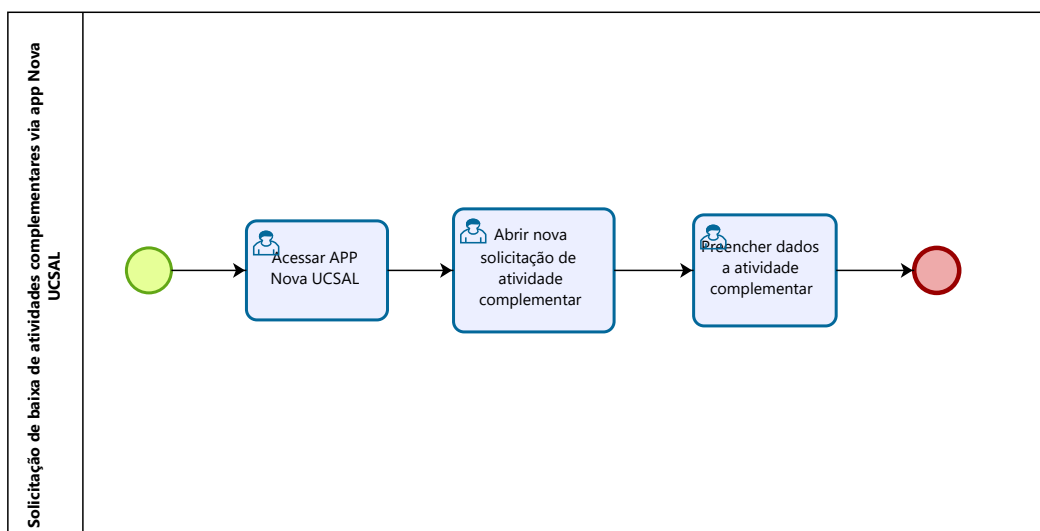 Solicitação de baixa de atividades complementares via app Nova
UCSAL
Acessar APP
Nova UCSAL
Abrir nova
solicitação de
atividade
complementar
Preencher dados
a atividade
complementar